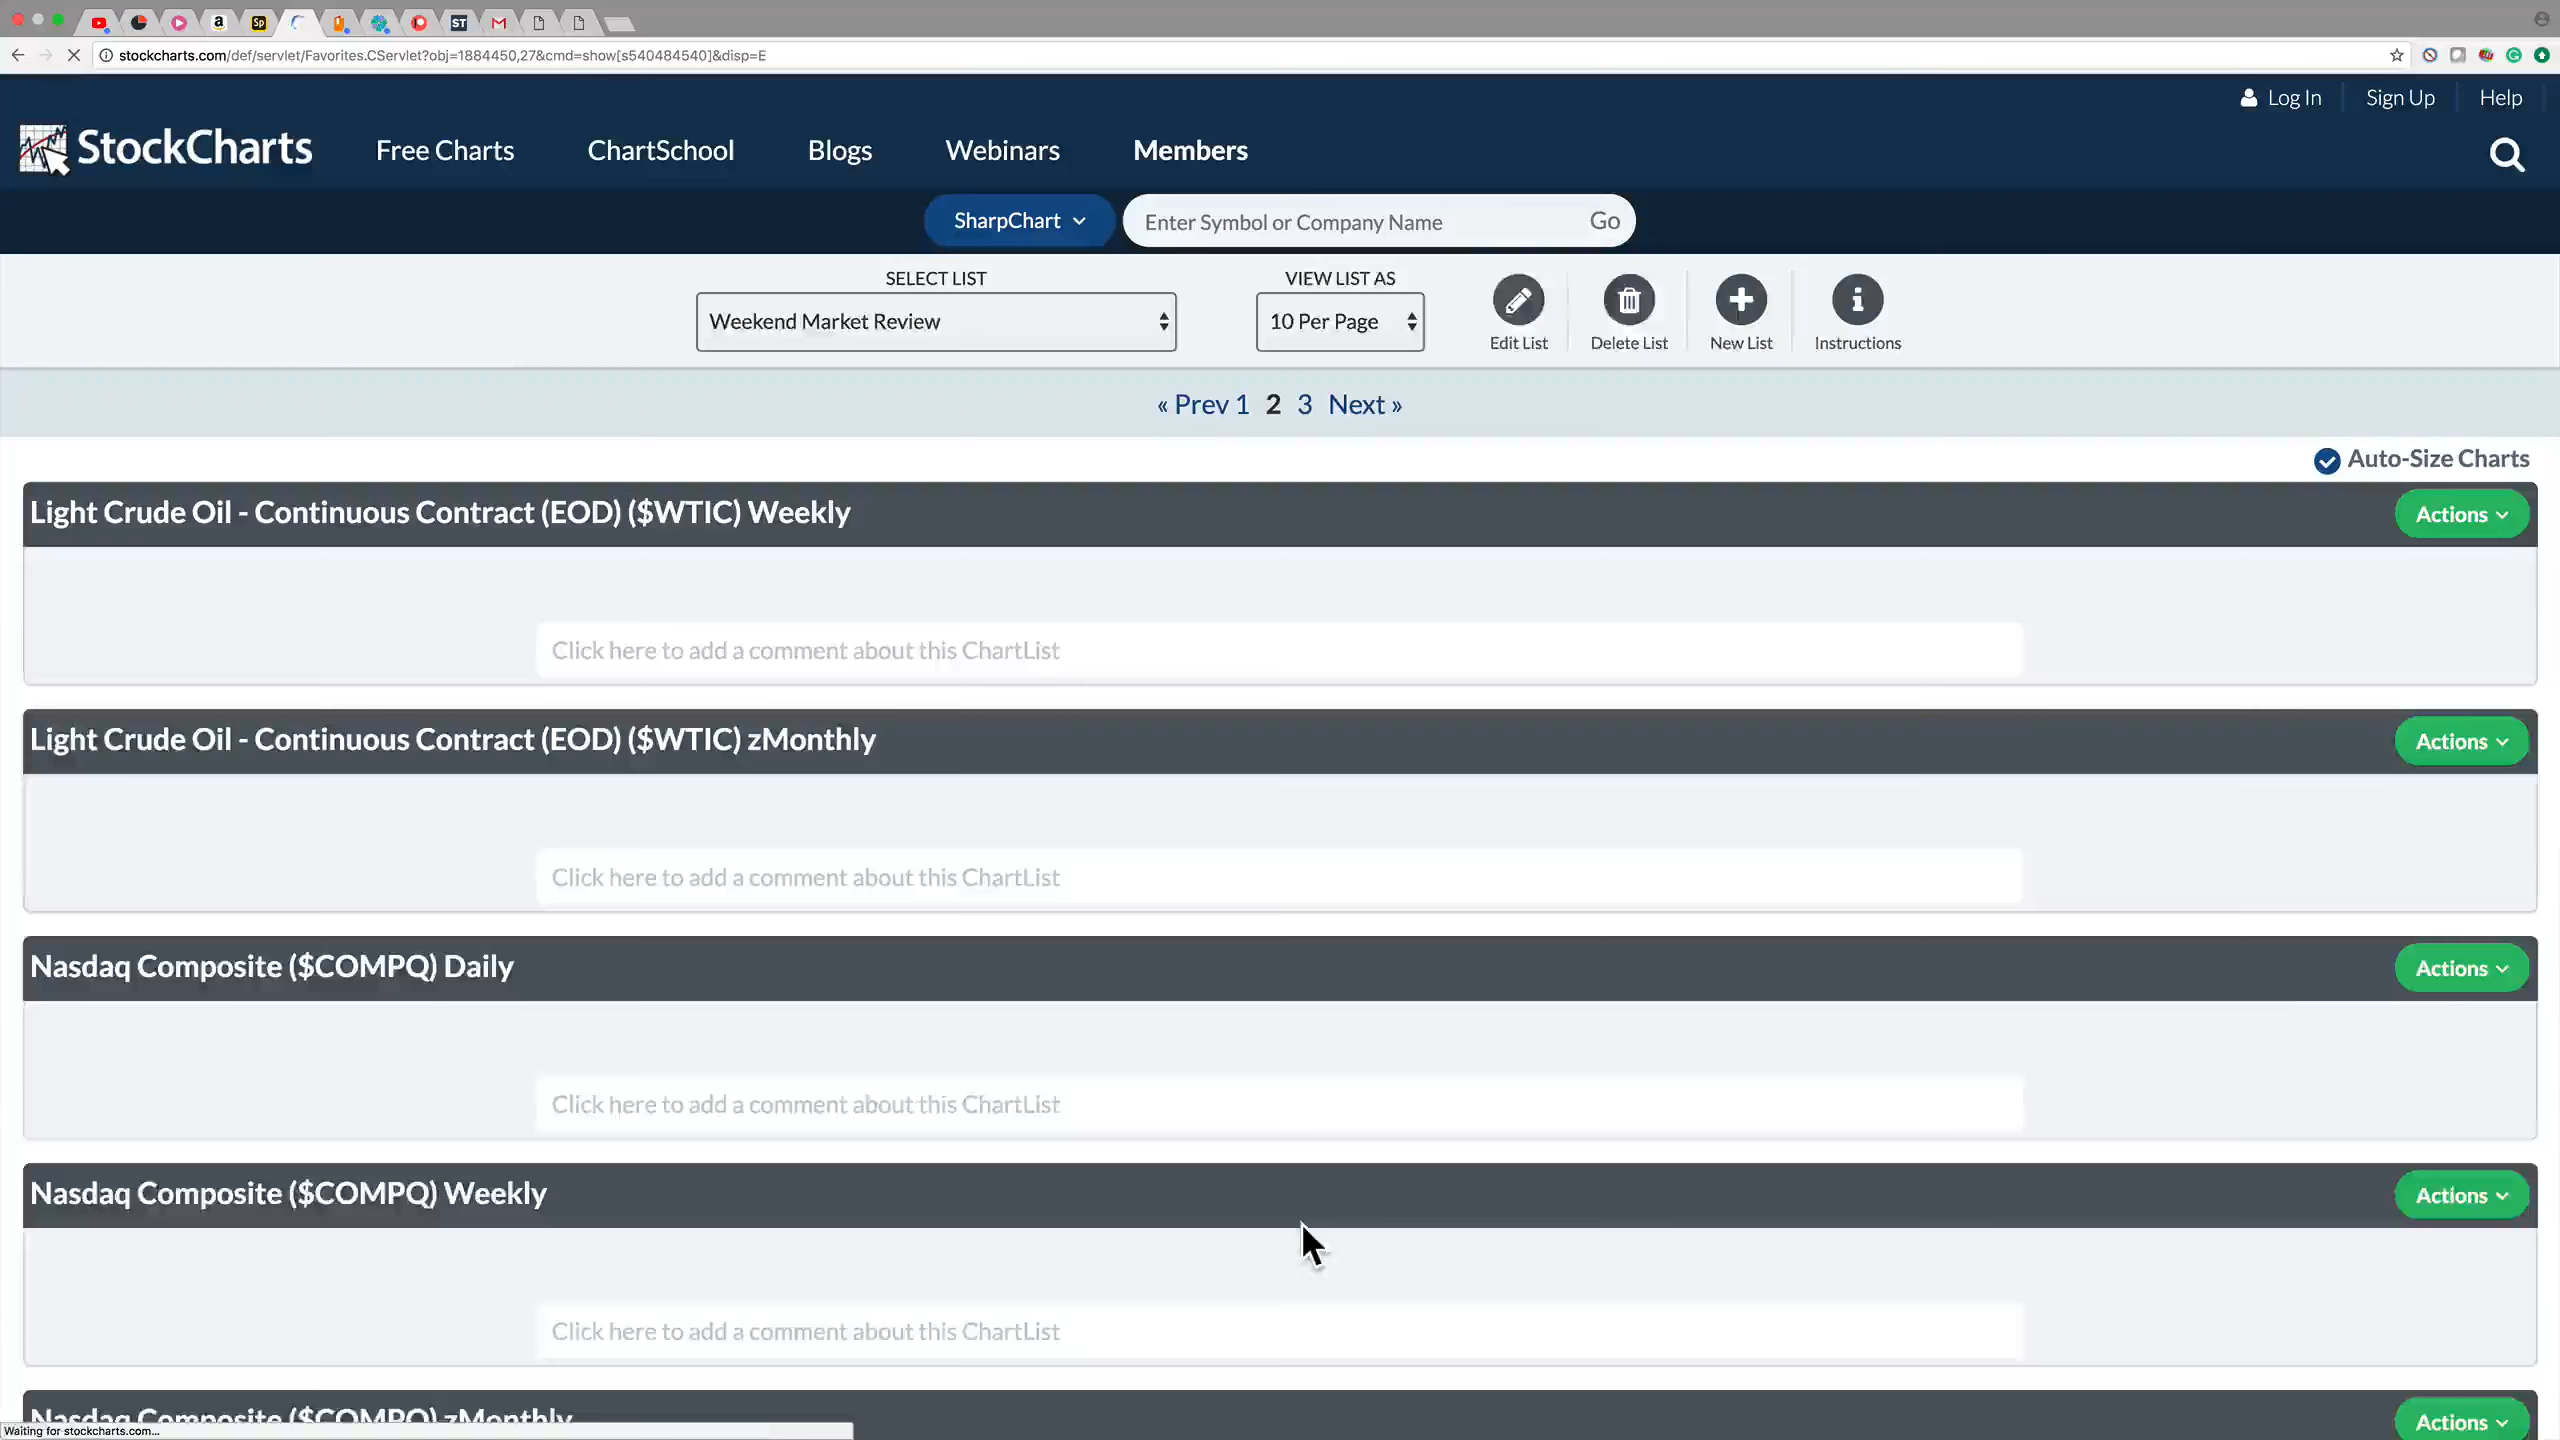 a Sp ST
stockcharts.com/def/servlet/Favorites.CServlet?obj=1884450,27&cmd=show[s540484540]&disp=E
Log In Sign Up Help
StockCharts Free Charts ChartSchool Blogs Webinars Members
SharpChart Enter Symbol or Company Name Go
SELECT LIST VIEW LIST AS
Weekend Market Review 10 Per Page
Edit List Delete List New List Instructions
« Prev 1 2 3 Next »
Auto-Size Charts
Light Crude Oil - Continuous Contract (EOD) ($WTIC) Weekly Actions
Click here to add a comment about this ChartList
Light Crude Oil - Continuous Contract (EOD) ($WTIC) zMonthly Actions
Click here to add a comment about this ChartList
Nasdaq Composite ($COMPQ) Daily Actions
Click here to add a comment about this ChartList
Nasdaq Composite ($COMPQ) Weekly Actions
Click here to add a comment about this ChartList
Nasdaq Composite ($COMPQ) zMonthly Actions
Waiting for stockcharts.com...